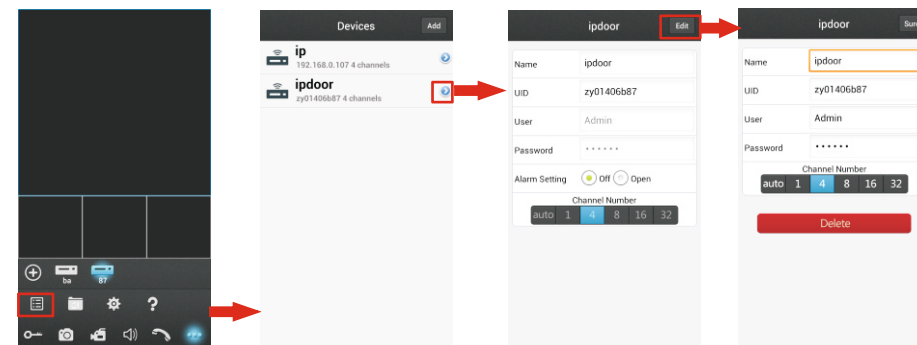 ba
87
?
Devices
Add
ip
192.168.0.107 4 channels
ipdoor
zy01406b87 4 channels
ipdoor
Edit
Name
ipdoor
UID
zy01406b87
User
Admin
Password
Alarm Setting
Off
Open
Channel Number
auto 1 4 8 16 32
ipdoor
Sure
Name
ipdoor
UID
zy01406b87
User
Admin
Password
Channel Number
auto 1 4 8 16 32
Delete